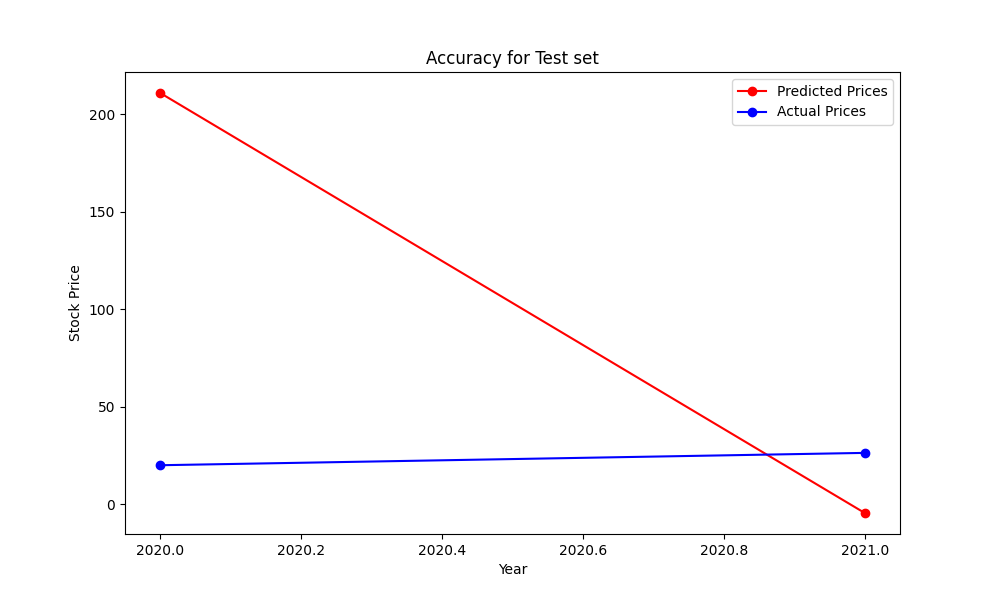 Accuracy for Test set
Predicted Prices
Actual Prices
Stock Price
200
150
100
50
0
2020.0 2020.2 2020.4 2020.6 2020.8 2021.0
Year